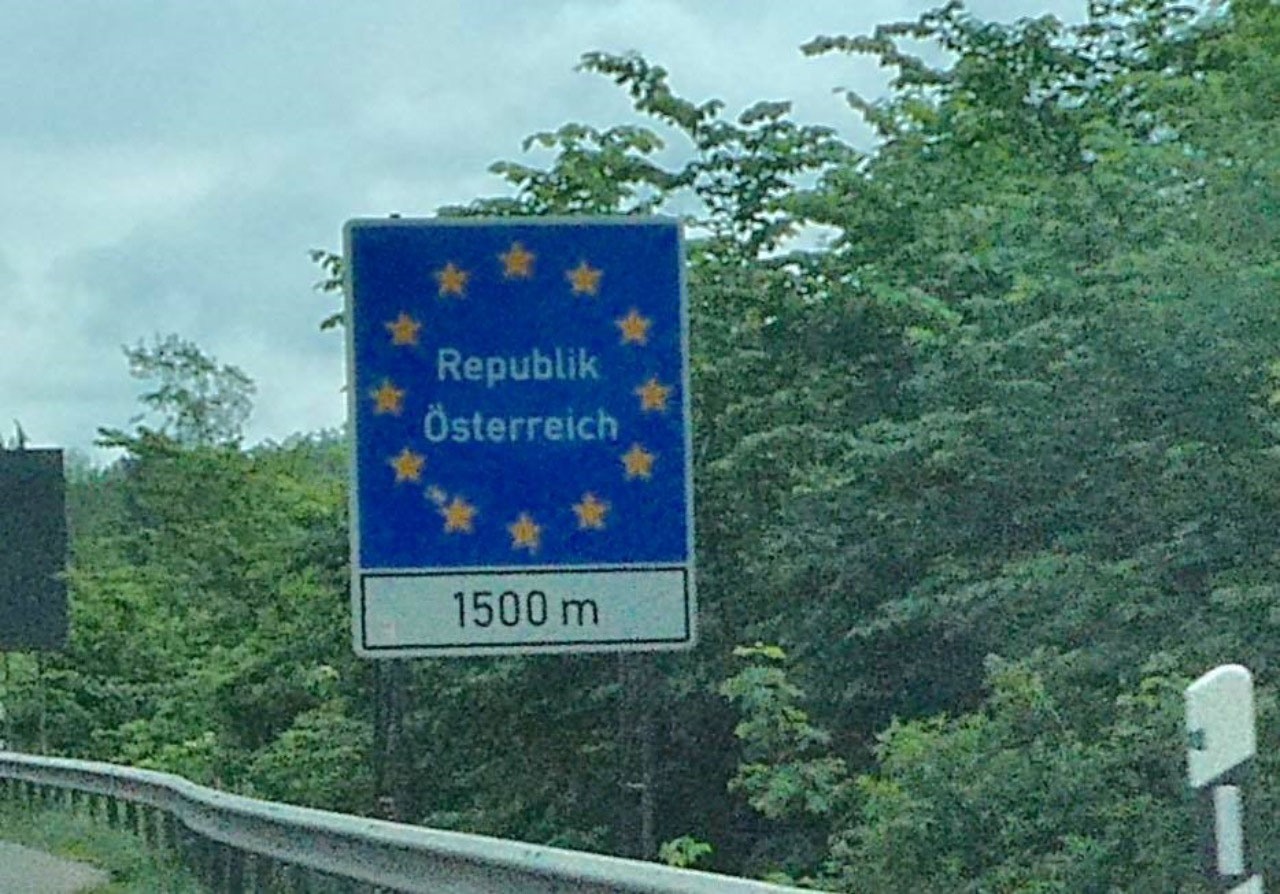 Republik
Österreich
1500 m